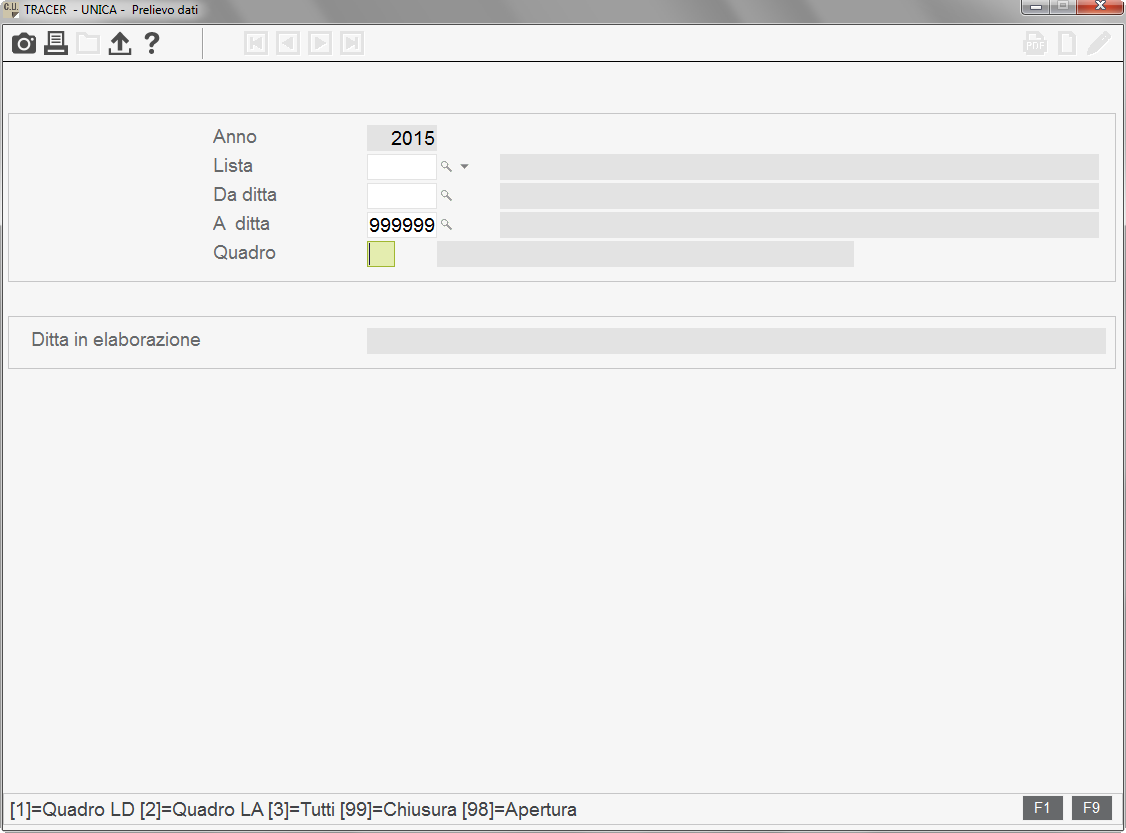 C.U. TRACER - UNICA - Prelievo dati
?
PDF
Anno 2015
Lista
Da ditta
A ditta 999999
Quadro
Ditta in elaborazione
[1]=Quadro LD [2]=Quadro LA [3]=Tutti [99]=Chiusura [98]=Apertura F1 F9